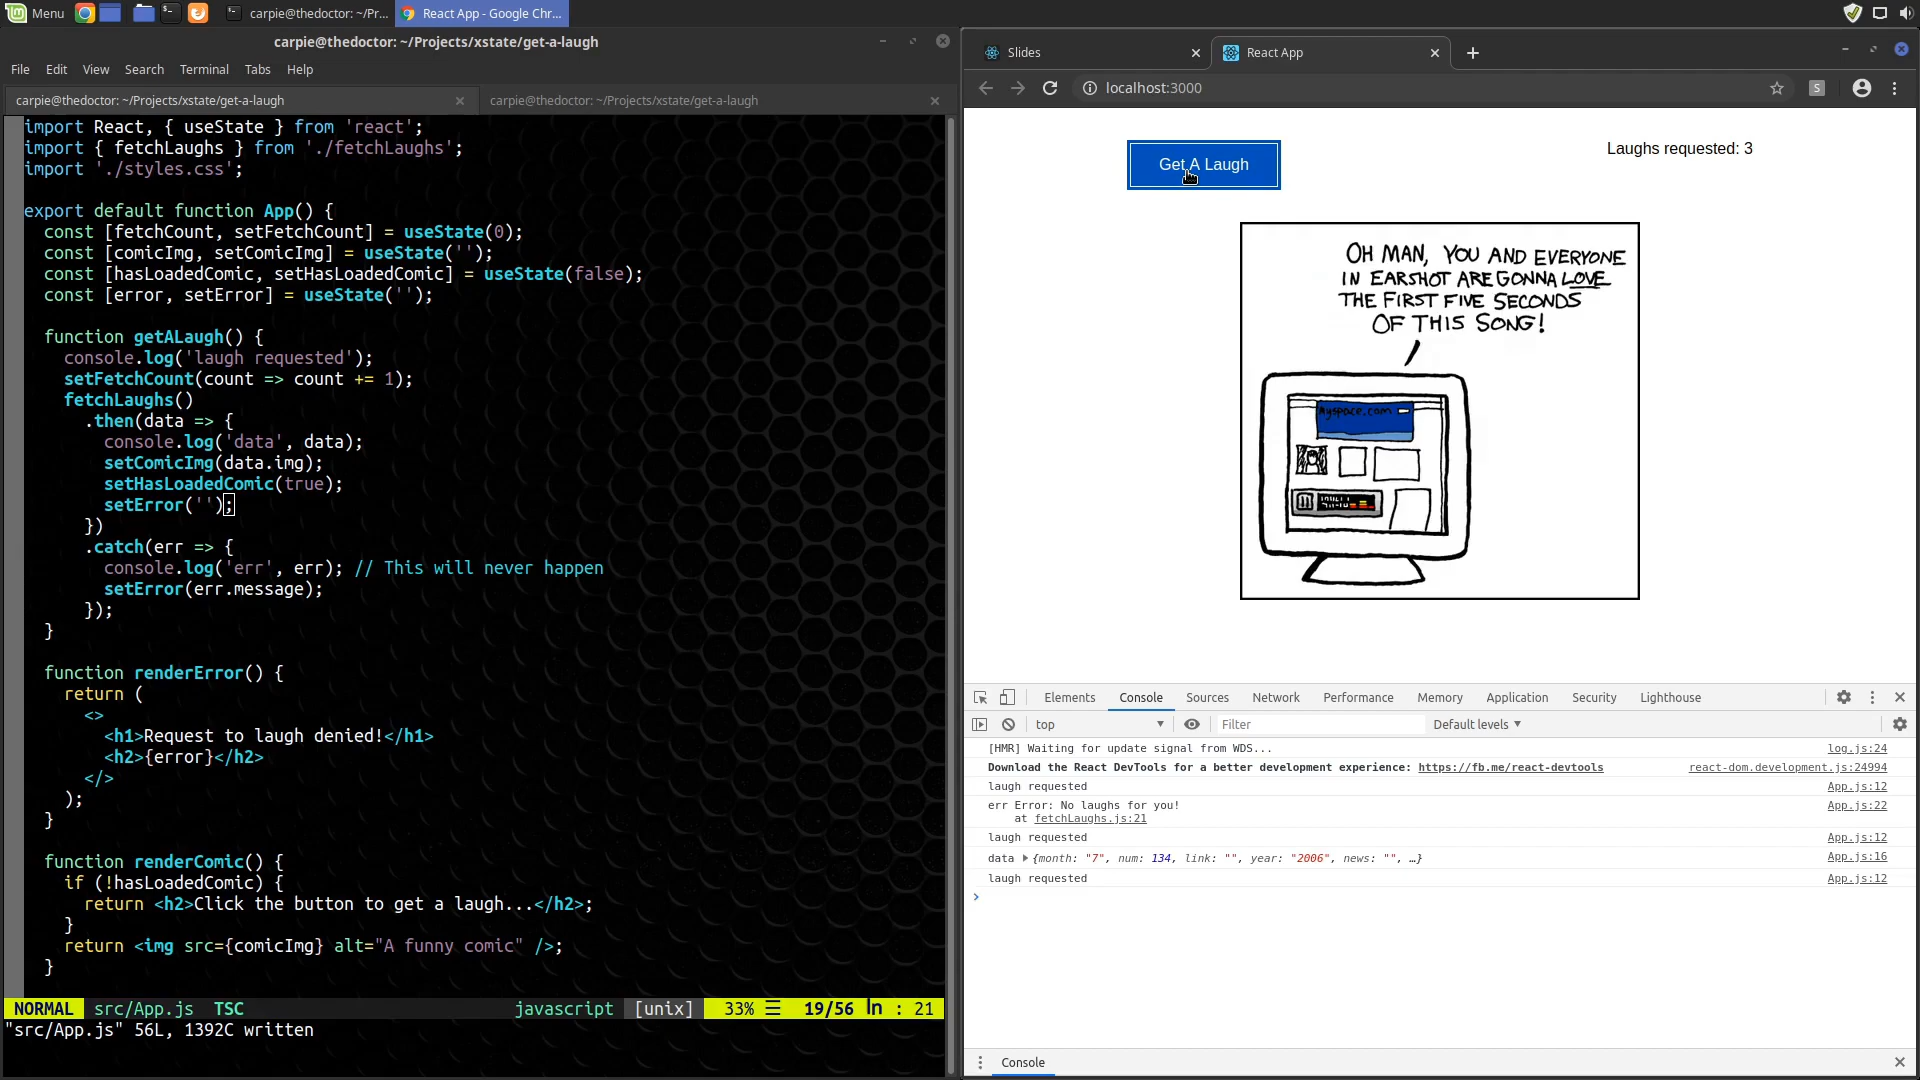 Menu
carpie@thedoctor: ~/Pr...
React App - Google Chr...
carpie@thedoctor: ~/Projects/xstate/get-a-laugh
File Edit View Search Terminal Tabs Help
carpie@thedoctor: ~/Projects/xstate/get-a-laugh
carpie@thedoctor: ~/Projects/xstate/get-a-laugh
import React, { useState } from 'react';
import { fetchLaughs } from './fetchLaughs';
import './styles.css';
export default function App() {
  const [fetchCount, setFetchCount] = useState(0);
  const [comicImg, setComicImg] = useState('');
  const [hasLoadedComic, setHasLoadedComic] = useState(false);
  const [error, setError] = useState('');
  function getALaugh() {
    console.log('laugh requested');
    setFetchCount(count => count += 1);
    fetchLaughs()
      .then(data => {
        console.log('data', data);
        setComicImg(data.img);
        setHasLoadedComic(true);
        setError('');
      })
      .catch(err => {
        console.log('err', err); // This will never happen
        setError(err.message);
      });
  }
  function renderError() {
    return (
      <>
        <h1>Request to laugh denied!</h1>
        <h2>{error}</h2>
      </>
    );
  }
  function renderComic() {
    if (!hasLoadedComic) {
      return <h2>Click the button to get a laugh...</h2>;
    }
    return <img src={comicImg} alt="A funny comic" />;
  }
NORMAL src/App.js TSC javascript [unix] 33% ☰ 19/56 ln : 21
"src/App.js" 56L, 1392C written
Slides
React App
localhost:3000
S
Get A Laugh
Laughs requested: 3
OH MAN, YOU AND EVERYONE
IN EARSHOT ARE GONNA LOVE
THE FIRST FIVE SECONDS
OF THIS SONG!
myspace.com
Elements Console Sources Network Performance Memory Application Security Lighthouse
top Filter Default levels
[HMR] Waiting for update signal from WDS... log.js:24
Download the React DevTools for a better development experience: https://fb.me/react-devtools react-dom.development.js:24994
laugh requested App.js:12
err Error: No laughs for you! App.js:22
at fetchLaughs.js:21
laugh requested App.js:12
data {month: "7", num: 134, link: "", year: "2006", news: "", …} App.js:16
laugh requested App.js:12
Console